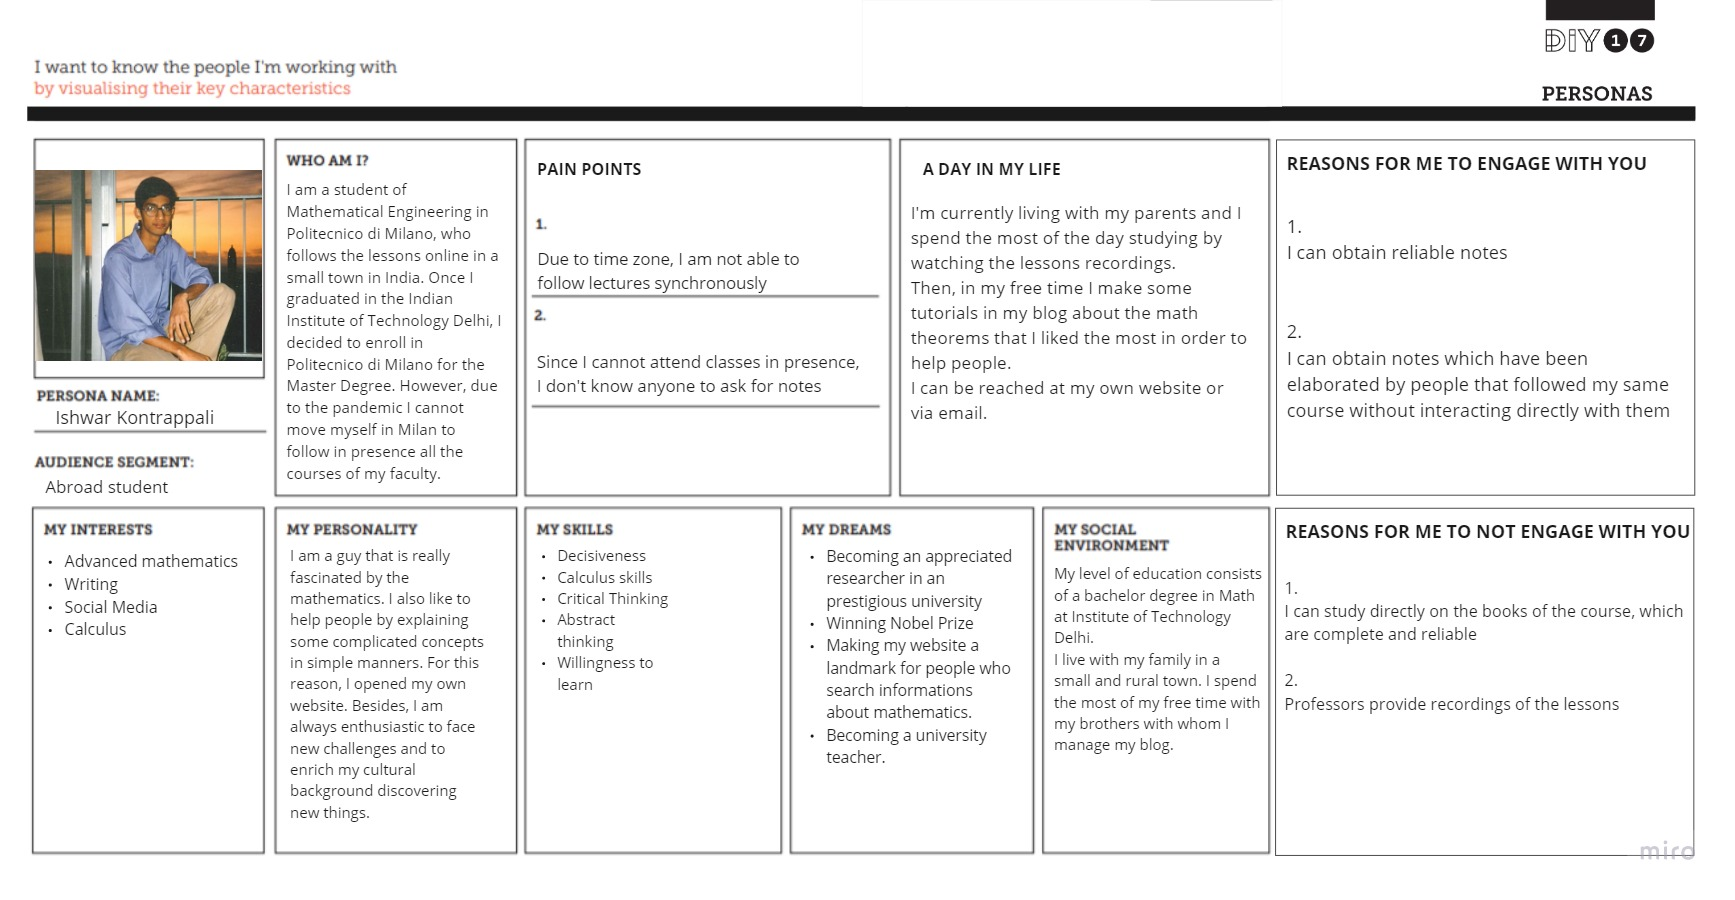 I want to know the people I'm working with
by visualising their key characteristics
DIY 1 7
PERSONAS
PERSONA NAME:
Ishwar Kontrappali
AUDIENCE SEGMENT:
Abroad student
WHO AM I?
I am a student of
Mathematical Engineering in
Politecnico di Milano, who
follows the lessons online in a
small town in India. Once I
graduated in the Indian
Institute of Technology Delhi, I
decided to enroll in
Politecnico di Milano for the
Master Degree. However, due
to the pandemic I cannot
move myself in Milan to
follow in presence all the
courses of my faculty.
PAIN POINTS
1.
Due to time zone, I am not able to
follow lectures synchronously
2.
Since I cannot attend classes in presence,
I don't know anyone to ask for notes
A DAY IN MY LIFE
I'm currently living with my parents and I
spend the most of the day studying by
watching the lessons recordings.
Then, in my free time I make some
tutorials in my blog about the math
theorems that I liked the most in order to
help people.
I can be reached at my own website or
via email.
REASONS FOR ME TO ENGAGE WITH YOU
1.
I can obtain reliable notes
2.
I can obtain notes which have been
elaborated by people that followed my same
course without interacting directly with them
MY INTERESTS
• Advanced mathematics
• Writing
• Social Media
• Calculus
MY PERSONALITY
I am a guy that is really
fascinated by the
mathematics. I also like to
help people by explaining
some complicated concepts
in simple manners. For this
reason, I opened my own
website. Besides, I am
always enthusiastic to face
new challenges and to
enrich my cultural
background discovering
new things.
MY SKILLS
• Decisiveness
• Calculus skills
• Critical Thinking
• Abstract
thinking
• Willingness to
learn
MY DREAMS
• Becoming an appreciated
researcher in an
prestigious university
• Winning Nobel Prize
• Making my website a
landmark for people who
search informations
about mathematics.
• Becoming a university
teacher.
MY SOCIAL
ENVIRONMENT
My level of education consists
of a bachelor degree in Math
at Institute of Technology
Delhi.
I live with my family in a
small and rural town. I spend
the most of my free time with
my brothers with whom I
manage my blog.
REASONS FOR ME TO NOT ENGAGE WITH YOU
1.
I can study directly on the books of the course, which
are complete and reliable
2.
Professors provide recordings of the lessons
miro